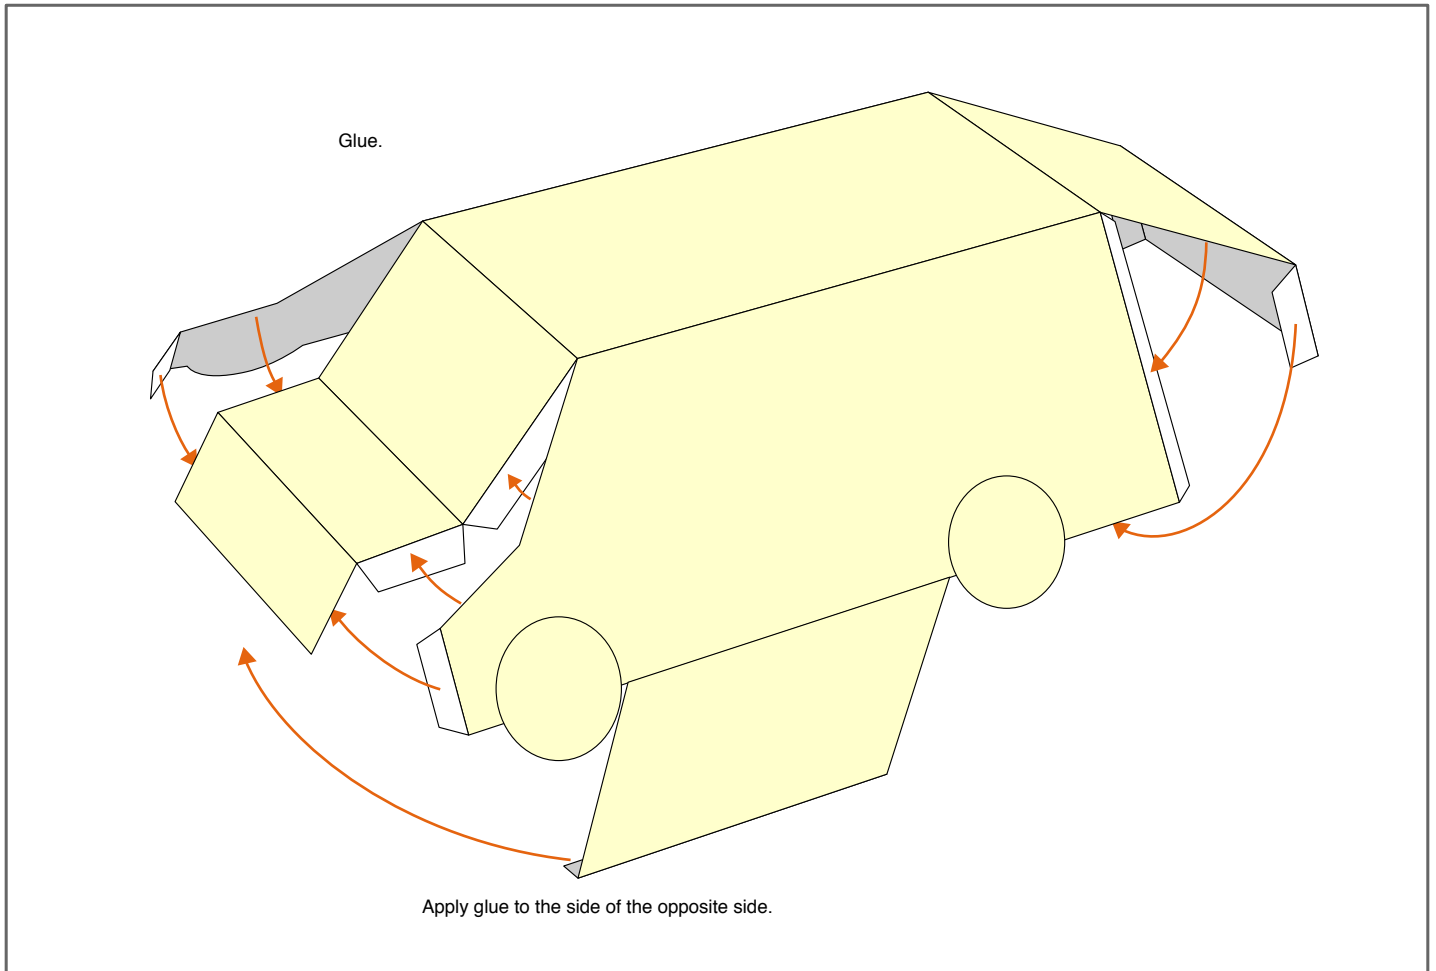 Glue.
Apply glue to the side of the opposite side.